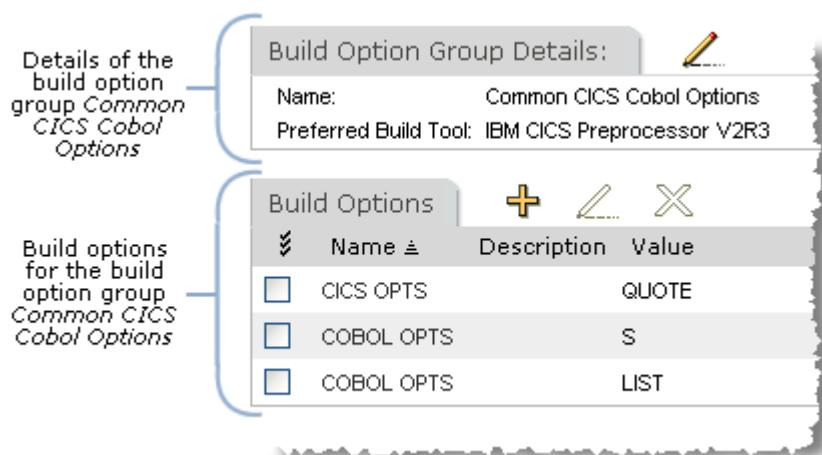 Details of the
build option
group Common
CICS Cobol
Options
Build Option Group Details:
Name: Common CICS Cobol Options
Preferred Build Tool: IBM CICS Preprocessor V2R3
Build options
for the build
option group
Common CICS
Cobol Options
Build Options
Name Description Value
CICS OPTS QUOTE
COBOL OPTS S
COBOL OPTS LIST